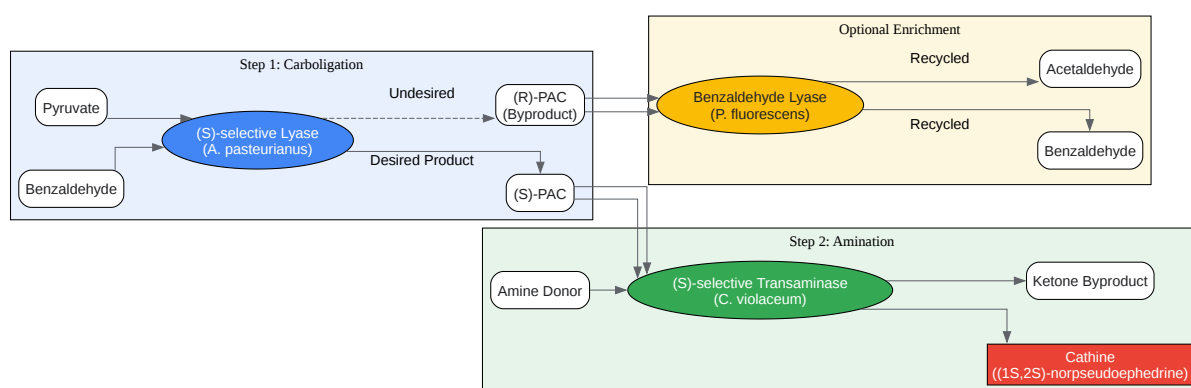 Step 1: Carboligation
Pyruvate
Benzaldehyde
(S)-selective Lyase
(A. pasteurianus)
Undesired
Desired Product
(R)-PAC
(Byproduct)
(S)-PAC
Optional Enrichment
Benzaldehyde Lyase
(P. fluorescens)
Recycled
Recycled
Acetaldehyde
Benzaldehyde
Step 2: Amination
Amine Donor
(S)-selective Transaminase
(C. violaceum)
Ketone Byproduct
Cathine
((1S,2S)-norpseudoephedrine)